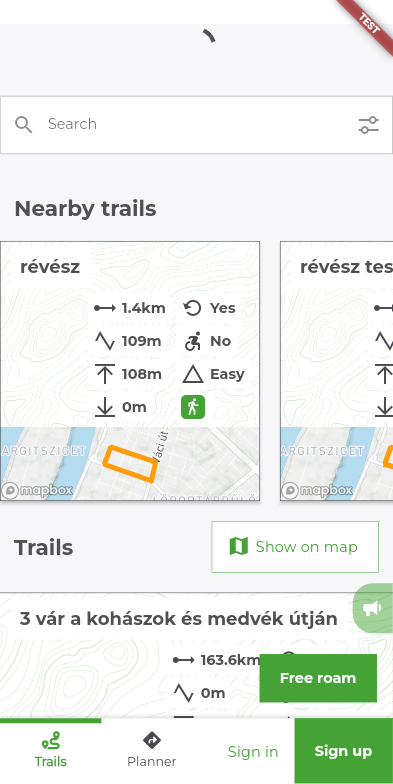 TEST
Search
Nearby trails
révész
révész tes
1.4km Yes
109m No
108m Easy
0m
ARGITSZIGET
Váci út
mapbox
ARGITSZIGET
mapbox
Trails
Show on map
3 vár a kohászok és medvék útján
163.6km
0m
Free roam
Trails
Planner
Sign in
Sign up